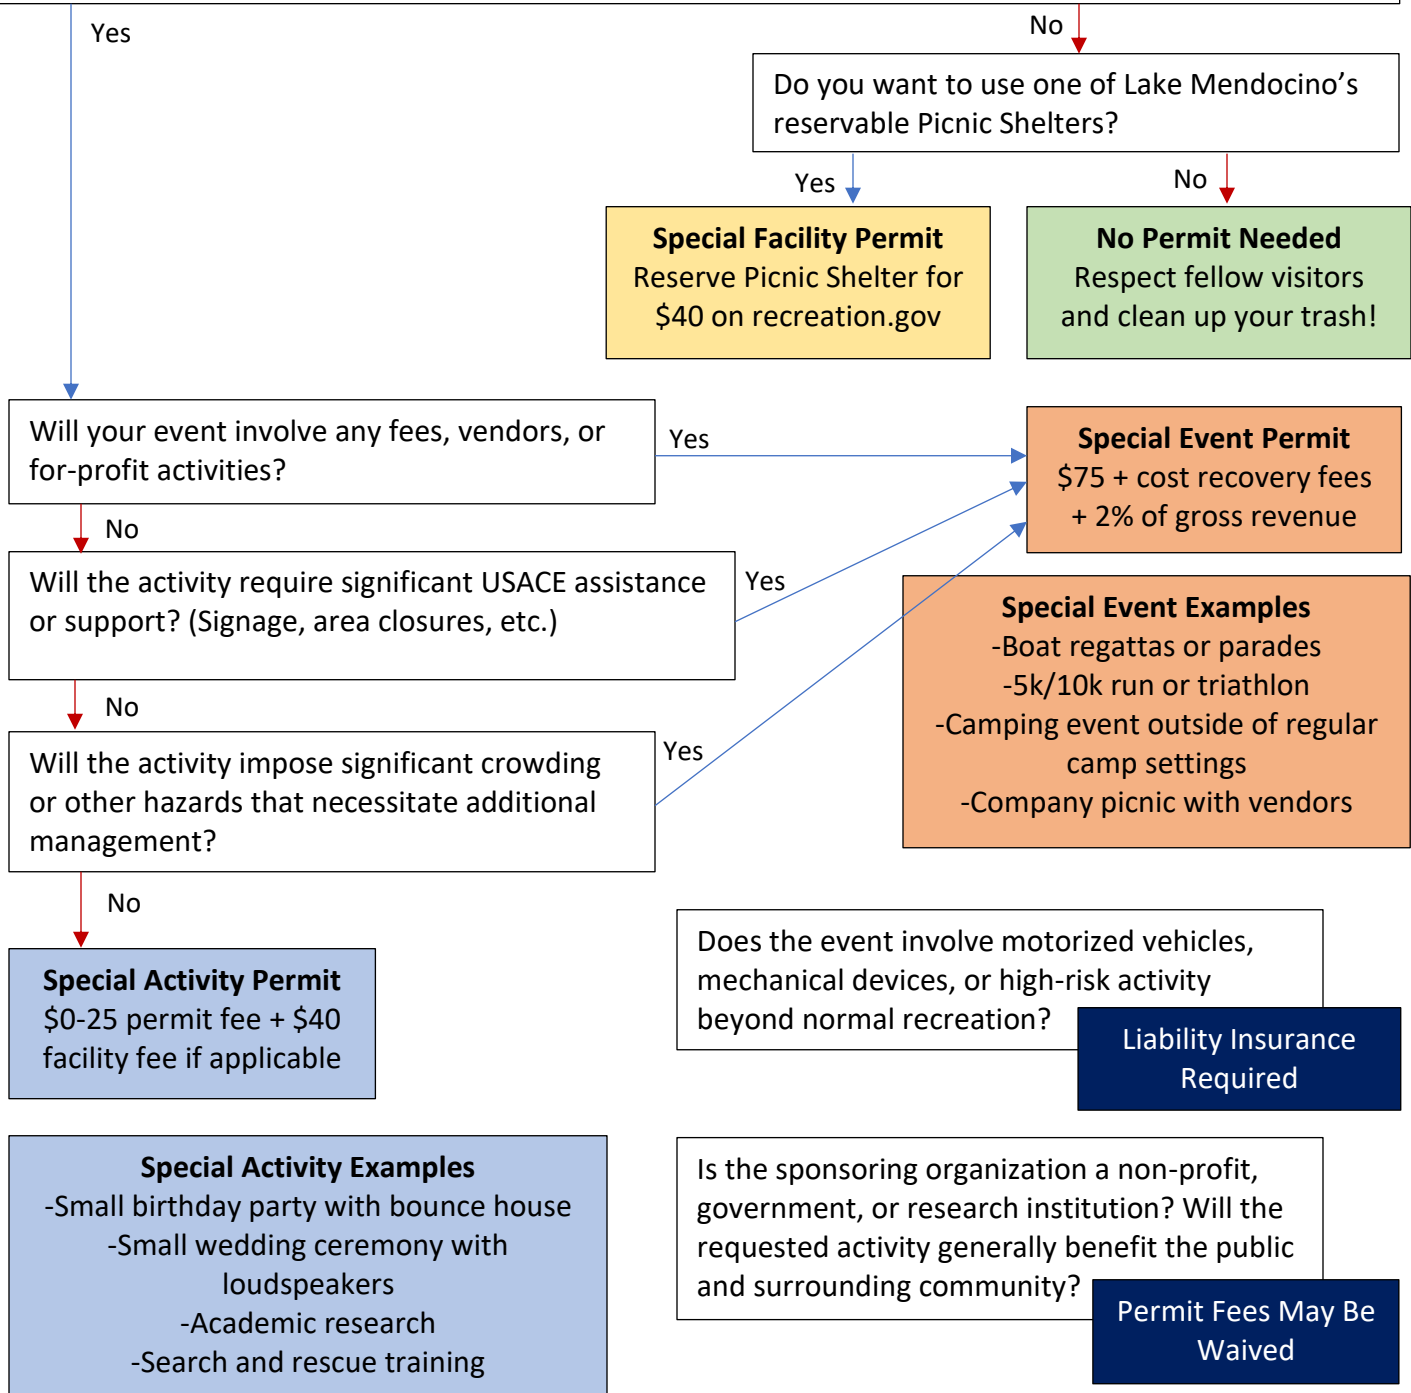 Yes
No
Do you want to use one of Lake Mendocino’s
reservable Picnic Shelters?
Yes
No
Special Facility Permit
Reserve Picnic Shelter for
$40 on recreation.gov
No Permit Needed
Respect fellow visitors
and clean up your trash!
Will your event involve any fees, vendors, or
for-profit activities?
Yes
Special Event Permit
$75 + cost recovery fees
+ 2% of gross revenue
No
Will the activity require significant USACE assistance
or support? (Signage, area closures, etc.)
Yes
Special Event Examples
-Boat regattas or parades
-5k/10k run or triathlon
-Camping event outside of regular
camp settings
-Company picnic with vendors
No
Will the activity impose significant crowding
or other hazards that necessitate additional
management?
Yes
No
Special Activity Permit
$0-25 permit fee + $40
facility fee if applicable
Does the event involve motorized vehicles,
mechanical devices, or high-risk activity
beyond normal recreation?
Liability Insurance
Required
Special Activity Examples
-Small birthday party with bounce house
-Small wedding ceremony with
loudspeakers
-Academic research
-Search and rescue training
Is the sponsoring organization a non-profit,
government, or research institution? Will the
requested activity generally benefit the public
and surrounding community?
Permit Fees May Be
Waived